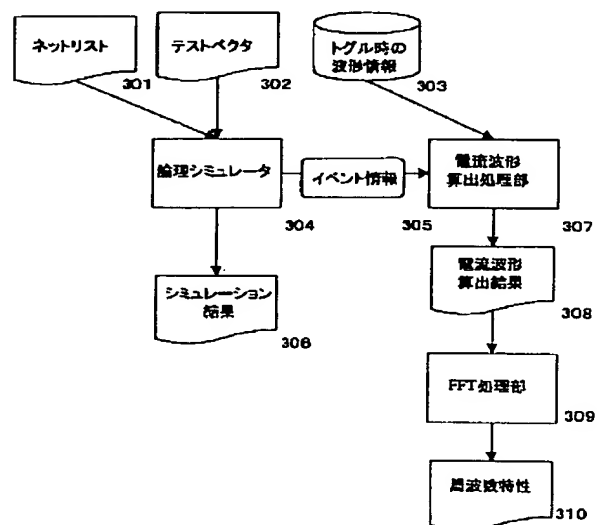 ネットリスト
301
テストベクタ
302
トグル時の
波形情報
303
論理シミュレータ
304
イベント情報
305
電流波形
算出処理部
307
シミュレーション
結果
306
電流波形
算出結果
308
FFT処理部
309
周波数特性
310